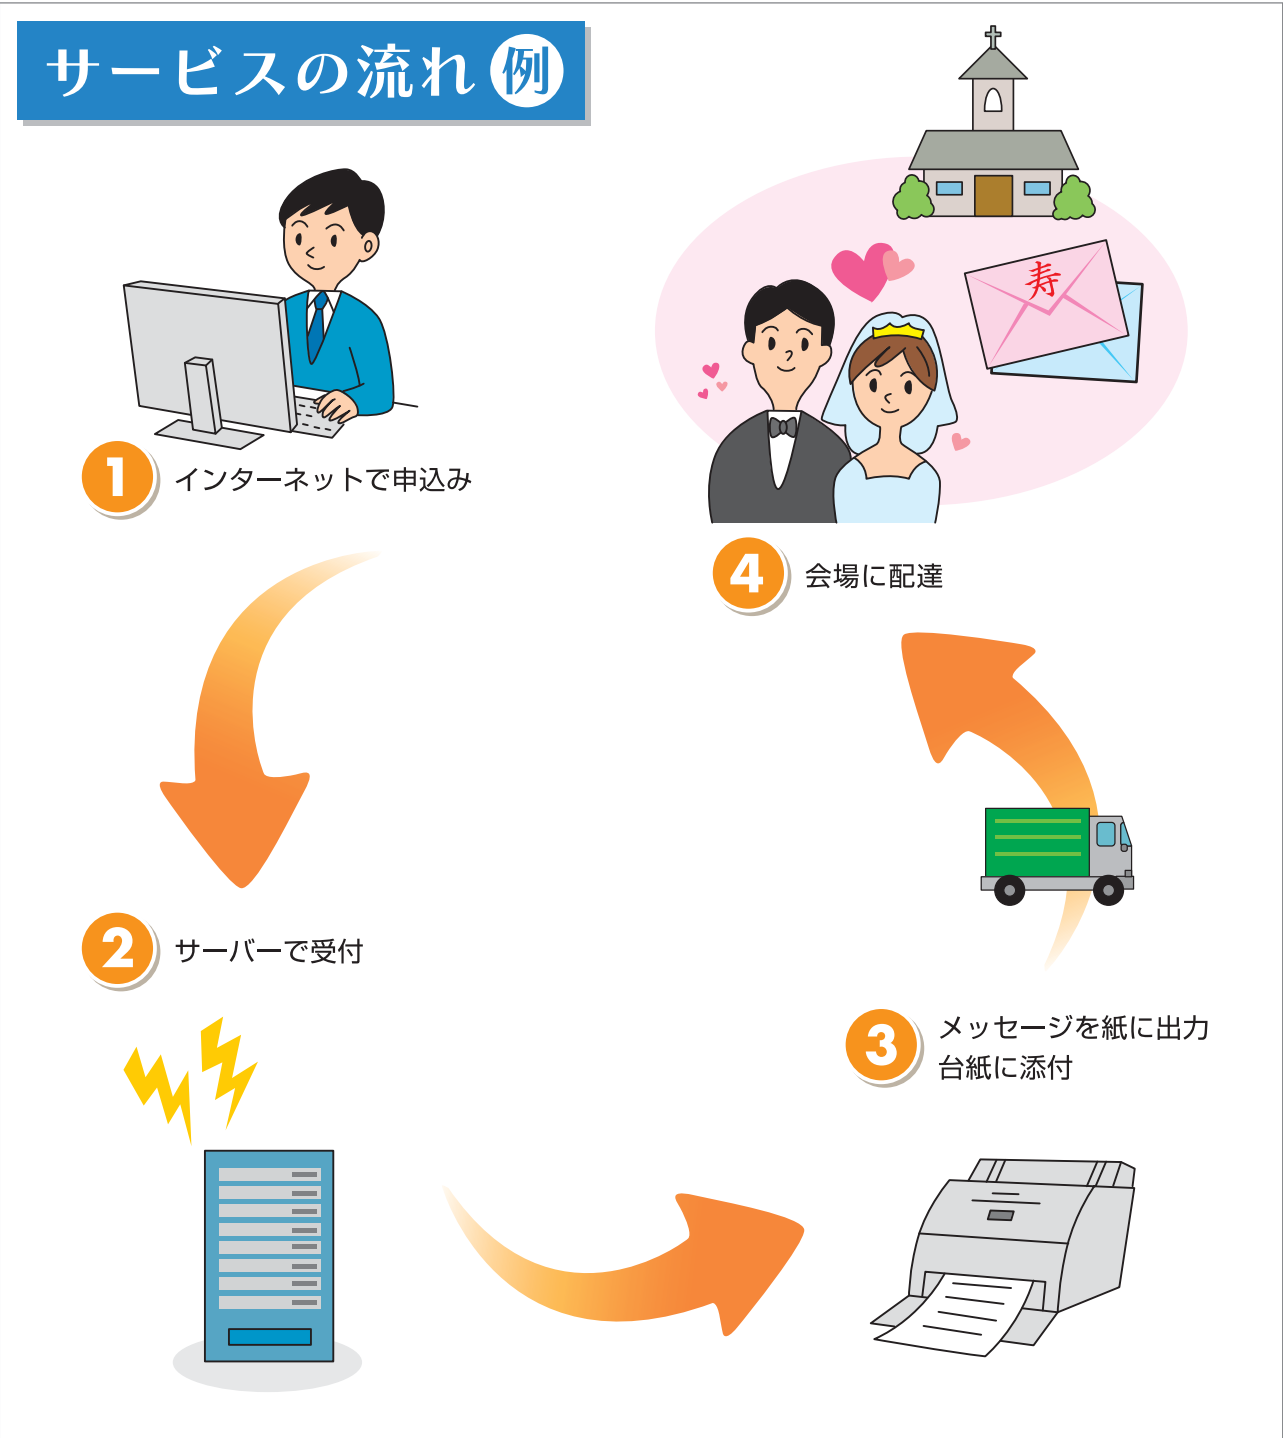 サービスの流れ 例
1 インターネットで申込み
2 サーバーで受付
3 メッセージを紙に出力
台紙に添付
4 会場に配達
寿